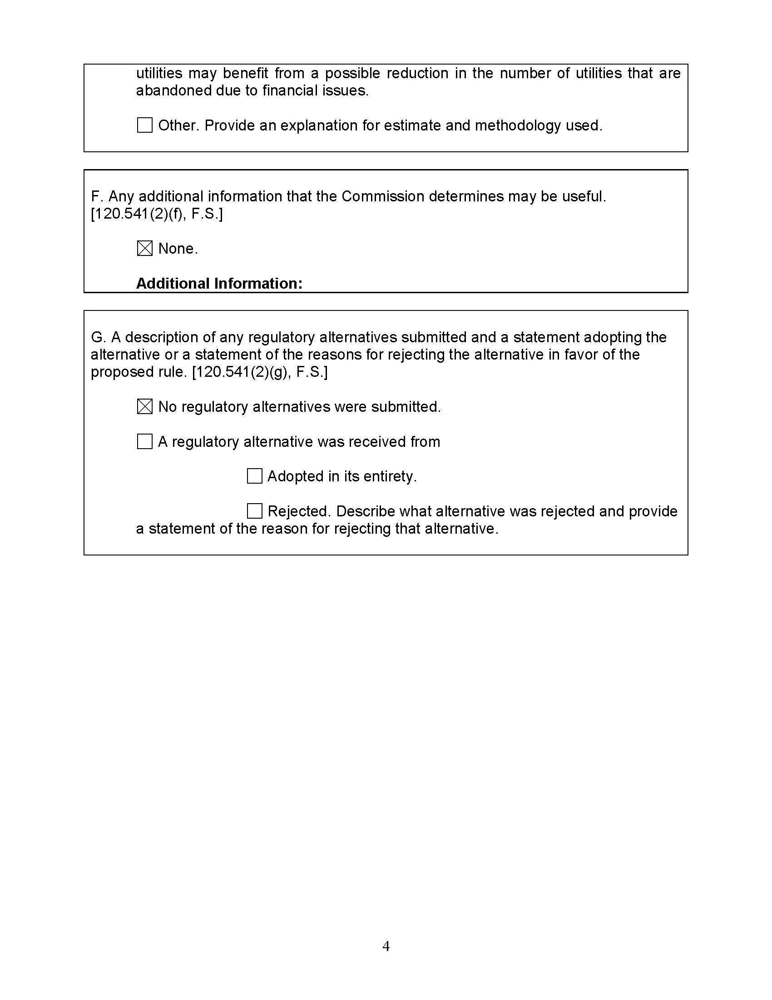 utilities may benefit from a possible reduction in the number of utilities that are
abandoned due to financial issues.
☐ Other. Provide an explanation for estimate and methodology used.
F. Any additional information that the Commission determines may be useful.
[120.541(2)(f), F.S.]
☒ None.
Additional Information:
G. A description of any regulatory alternatives submitted and a statement adopting the
alternative or a statement of the reasons for rejecting the alternative in favor of the
proposed rule. [120.541(2)(g), F.S.]
☒ No regulatory alternatives were submitted.
☐ A regulatory alternative was received from
☐ Adopted in its entirety.
☐ Rejected. Describe what alternative was rejected and provide
a statement of the reason for rejecting that alternative.
4